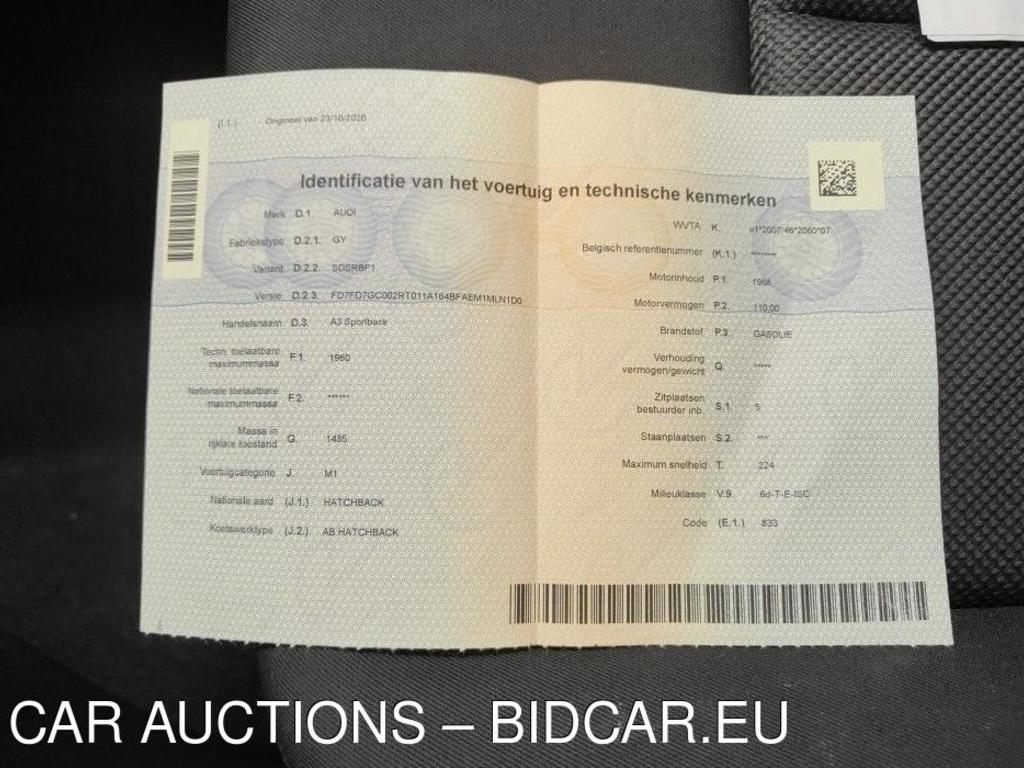 (I.1.) Origineel van 23/10/2020
Identificatie van het voertuig en technische kenmerken
Merk D.1. AUDI
Fabriekstype D.2.1. GY
Variant D.2.2. SDSRBF1
Versie D.2.3. FD7FD7GC002RT011A164BFAEM1MLN1D0
Handelsnaam D.3. A3 Sportback
Techn. toelaatbare
maximummassa F.1. 1960
Nationale toelaatbare
maximummassa F.2. ******
Massa in
rijklare toestand G. 1485
Voertuigcategorie J. M1
Nationale aard (J.1.) HATCHBACK
Koetswerktype (J.2.) AB HATCHBACK
WVTA K. e1*2007/46*2060*07
Belgisch referentienummer (K.1.) ********
Motorinhoud P.1. 1968
Motorvermogen P.2. 110,00
Brandstof P.3. GASOLIE
Verhouding
vermogen/gewicht Q. *****
Zitplaatsen
bestuurder inb. S.1. 5
Staanplaatsen S.2. ***
Maximum snelheid T. 224
Milieuklasse V.9. 6d-T-E-ISC
Code (E.1.) 833
CAR AUCTIONS – BIDCAR.EU